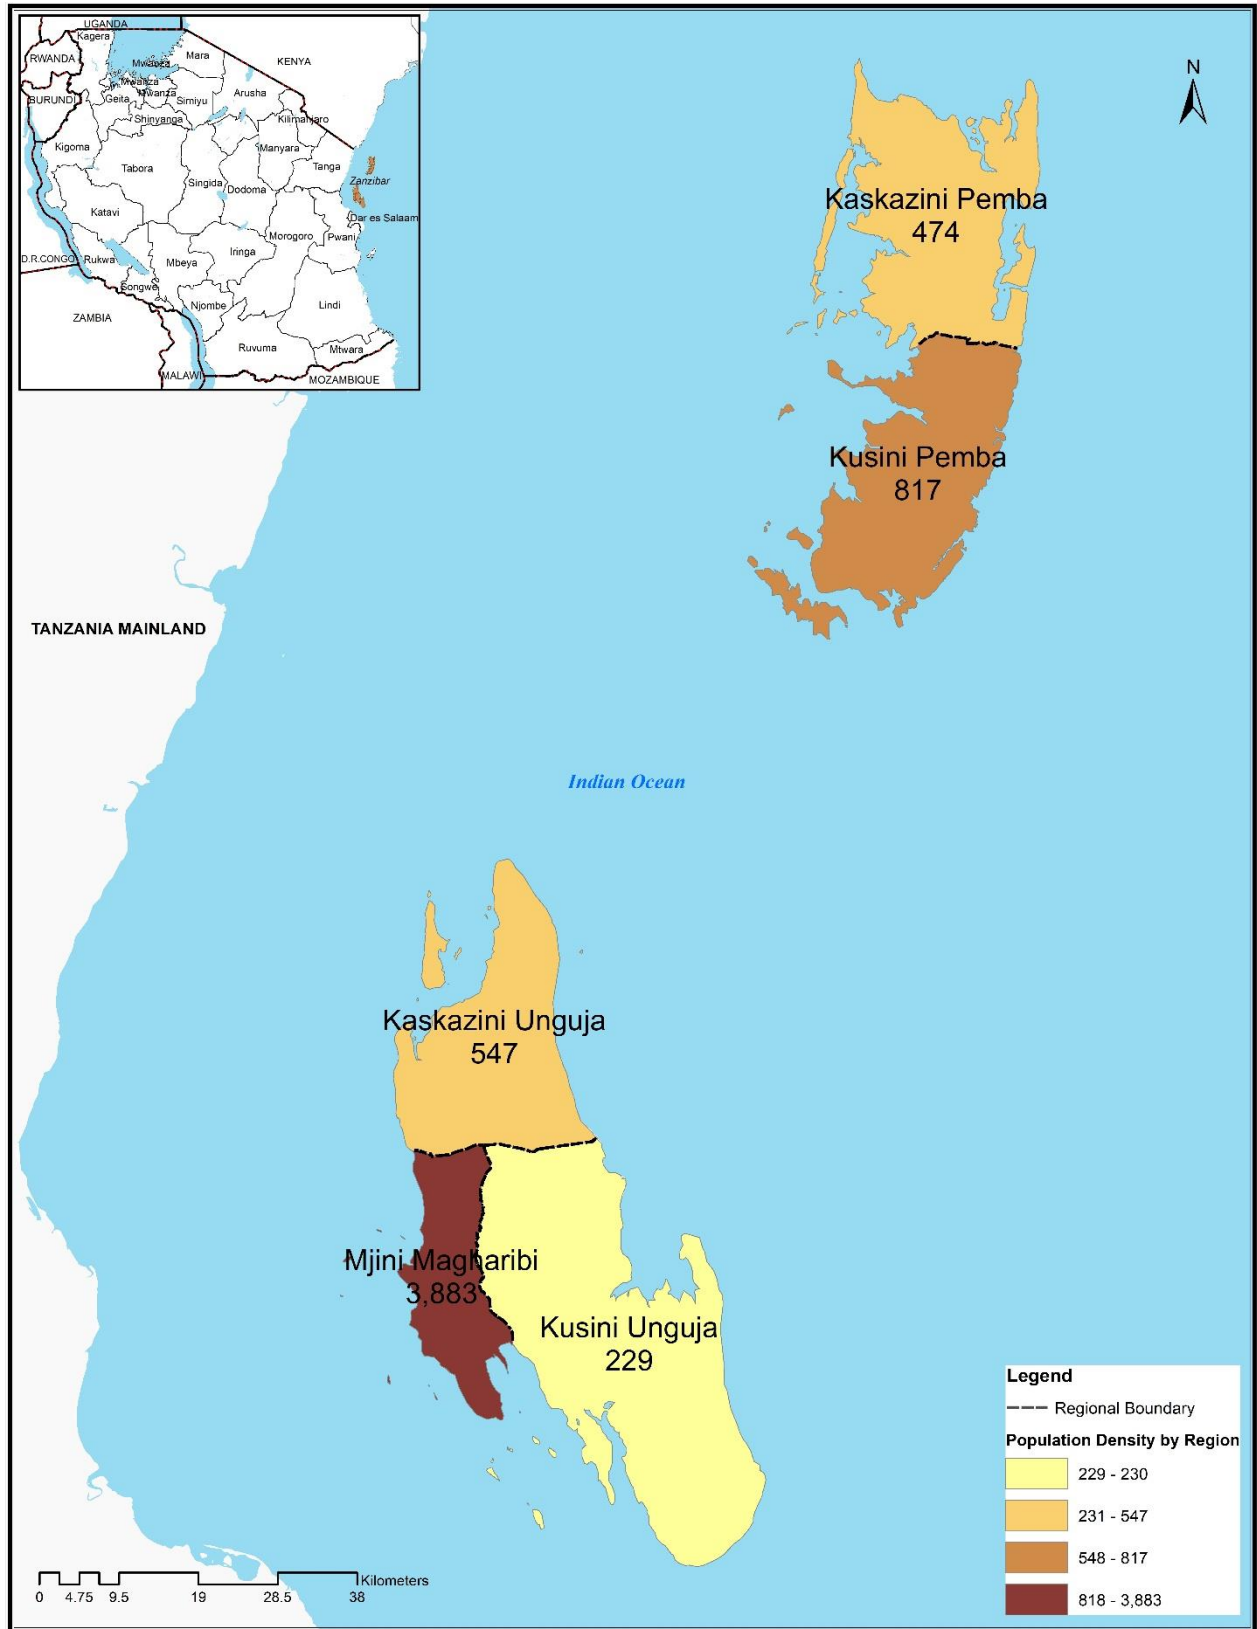 UGANDA
Kagera
RWANDA
Mwanza
Mara
KENYA
Mwanza
BURUNDI
Geita
Mwanza
Simiyu
Arusha
Shinyanga
Kilimanjaro
Kigoma
Manyara
Tabora
Tanga
Singida
Dodoma
Zanzibar
Katavi
Dar es Salaam
Morogoro
Pwani
D.R.CONGO
Rukwa
Mbeya
Iringa
Songwe
Njombe
Lindi
ZAMBIA
Ruvuma
Mtwara
MALAWI
MOZAMBIQUE
N
Kaskazini Pemba
474
Kusini Pemba
817
TANZANIA MAINLAND
Indian Ocean
Kaskazini Unguja
547
Mjini Magharibi
3,883
Kusini Unguja
229
Legend
Regional Boundary
Population Density by Region
229 - 230
231 - 547
548 - 817
818 - 3,883
Kilometers
0 4.75 9.5 19 28.5 38